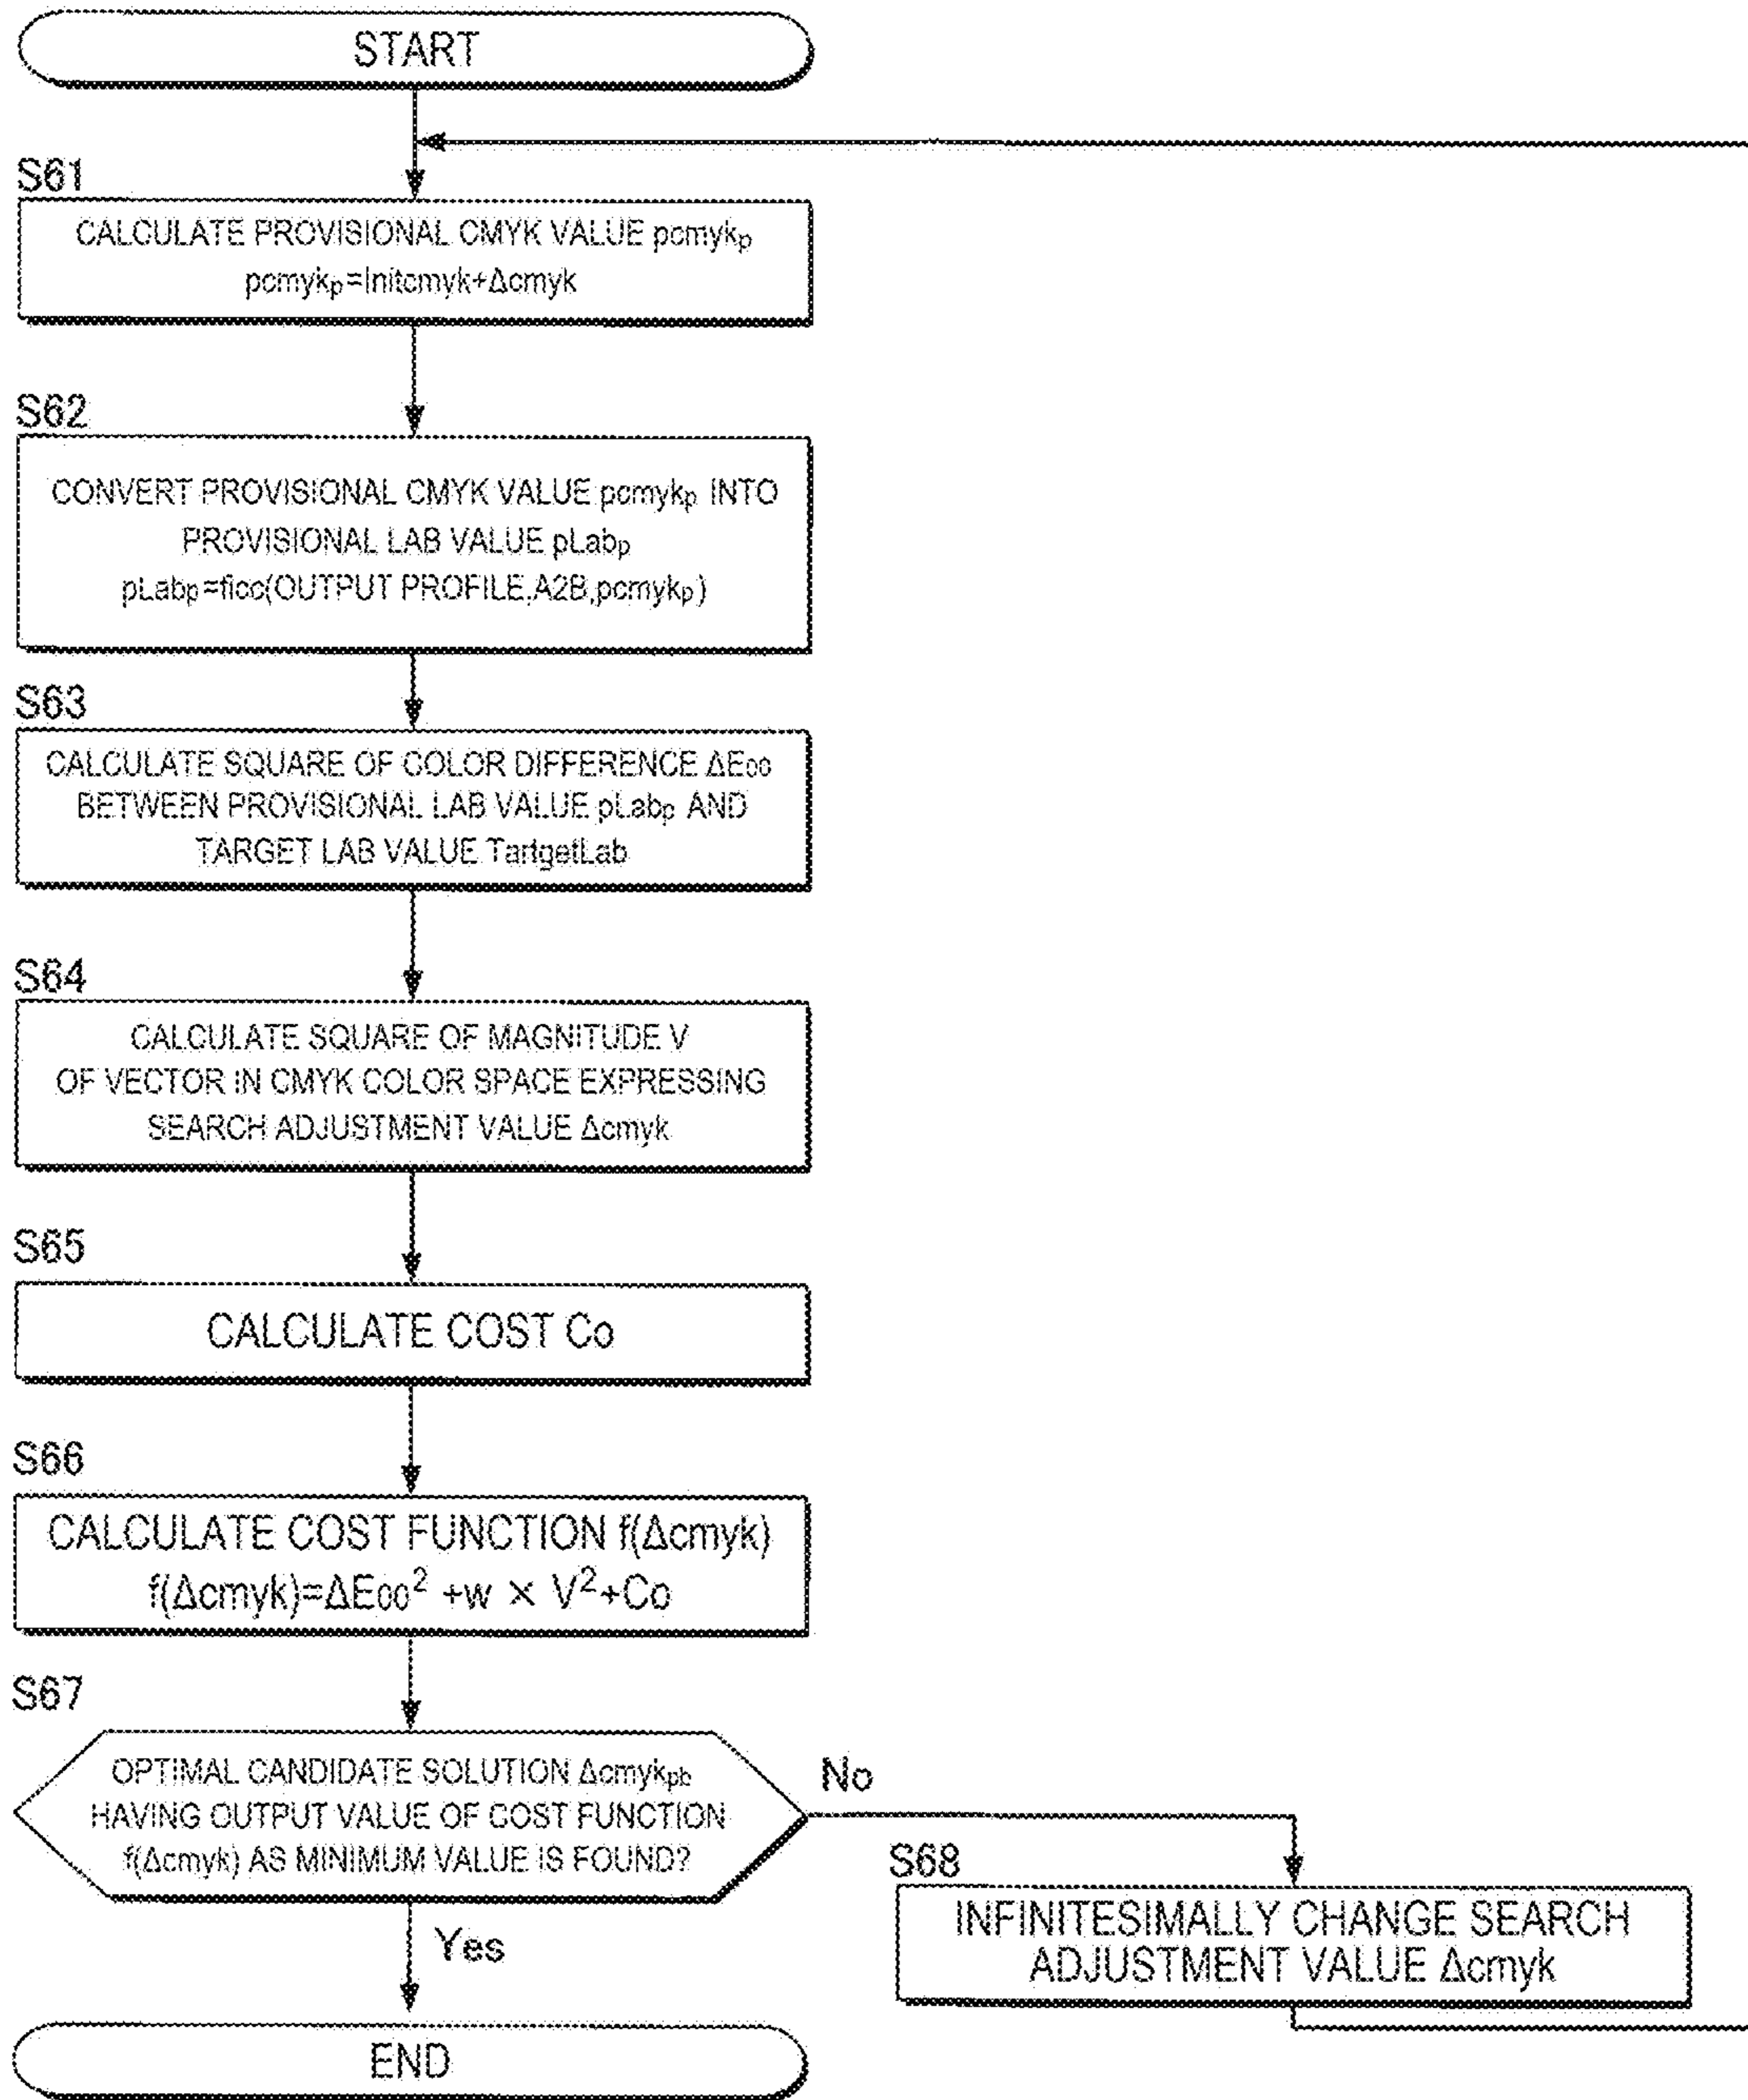 START
S61
CALCULATE PROVISIONAL CMYK VALUE pcmykp
pcmykp=Initcmyk+Δcmyk
S62
CONVERT PROVISIONAL CMYK VALUE pcmykp INTO
PROVISIONAL LAB VALUE pLabp
pLabp=ficc(OUTPUT PROFILE,A2B,pcmykp)
S63
CALCULATE SQUARE OF COLOR DIFFERENCE ΔE00
BETWEEN PROVISIONAL LAB VALUE pLabp AND
TARGET LAB VALUE TartgetLab
S64
CALCULATE SQUARE OF MAGNITUDE V
OF VECTOR IN CMYK COLOR SPACE EXPRESSING
SEARCH ADJUSTMENT VALUE Δcmyk
S65
CALCULATE COST Co
S66
CALCULATE COST FUNCTION f(Δcmyk)
f(Δcmyk)=ΔE00² +w × V²+Co
S67
OPTIMAL CANDIDATE SOLUTION Δcmykpb
HAVING OUTPUT VALUE OF COST FUNCTION
f(Δcmyk) AS MINIMUM VALUE IS FOUND?
No
S68
INFINITESIMALLY CHANGE SEARCH
ADJUSTMENT VALUE Δcmyk
Yes
END